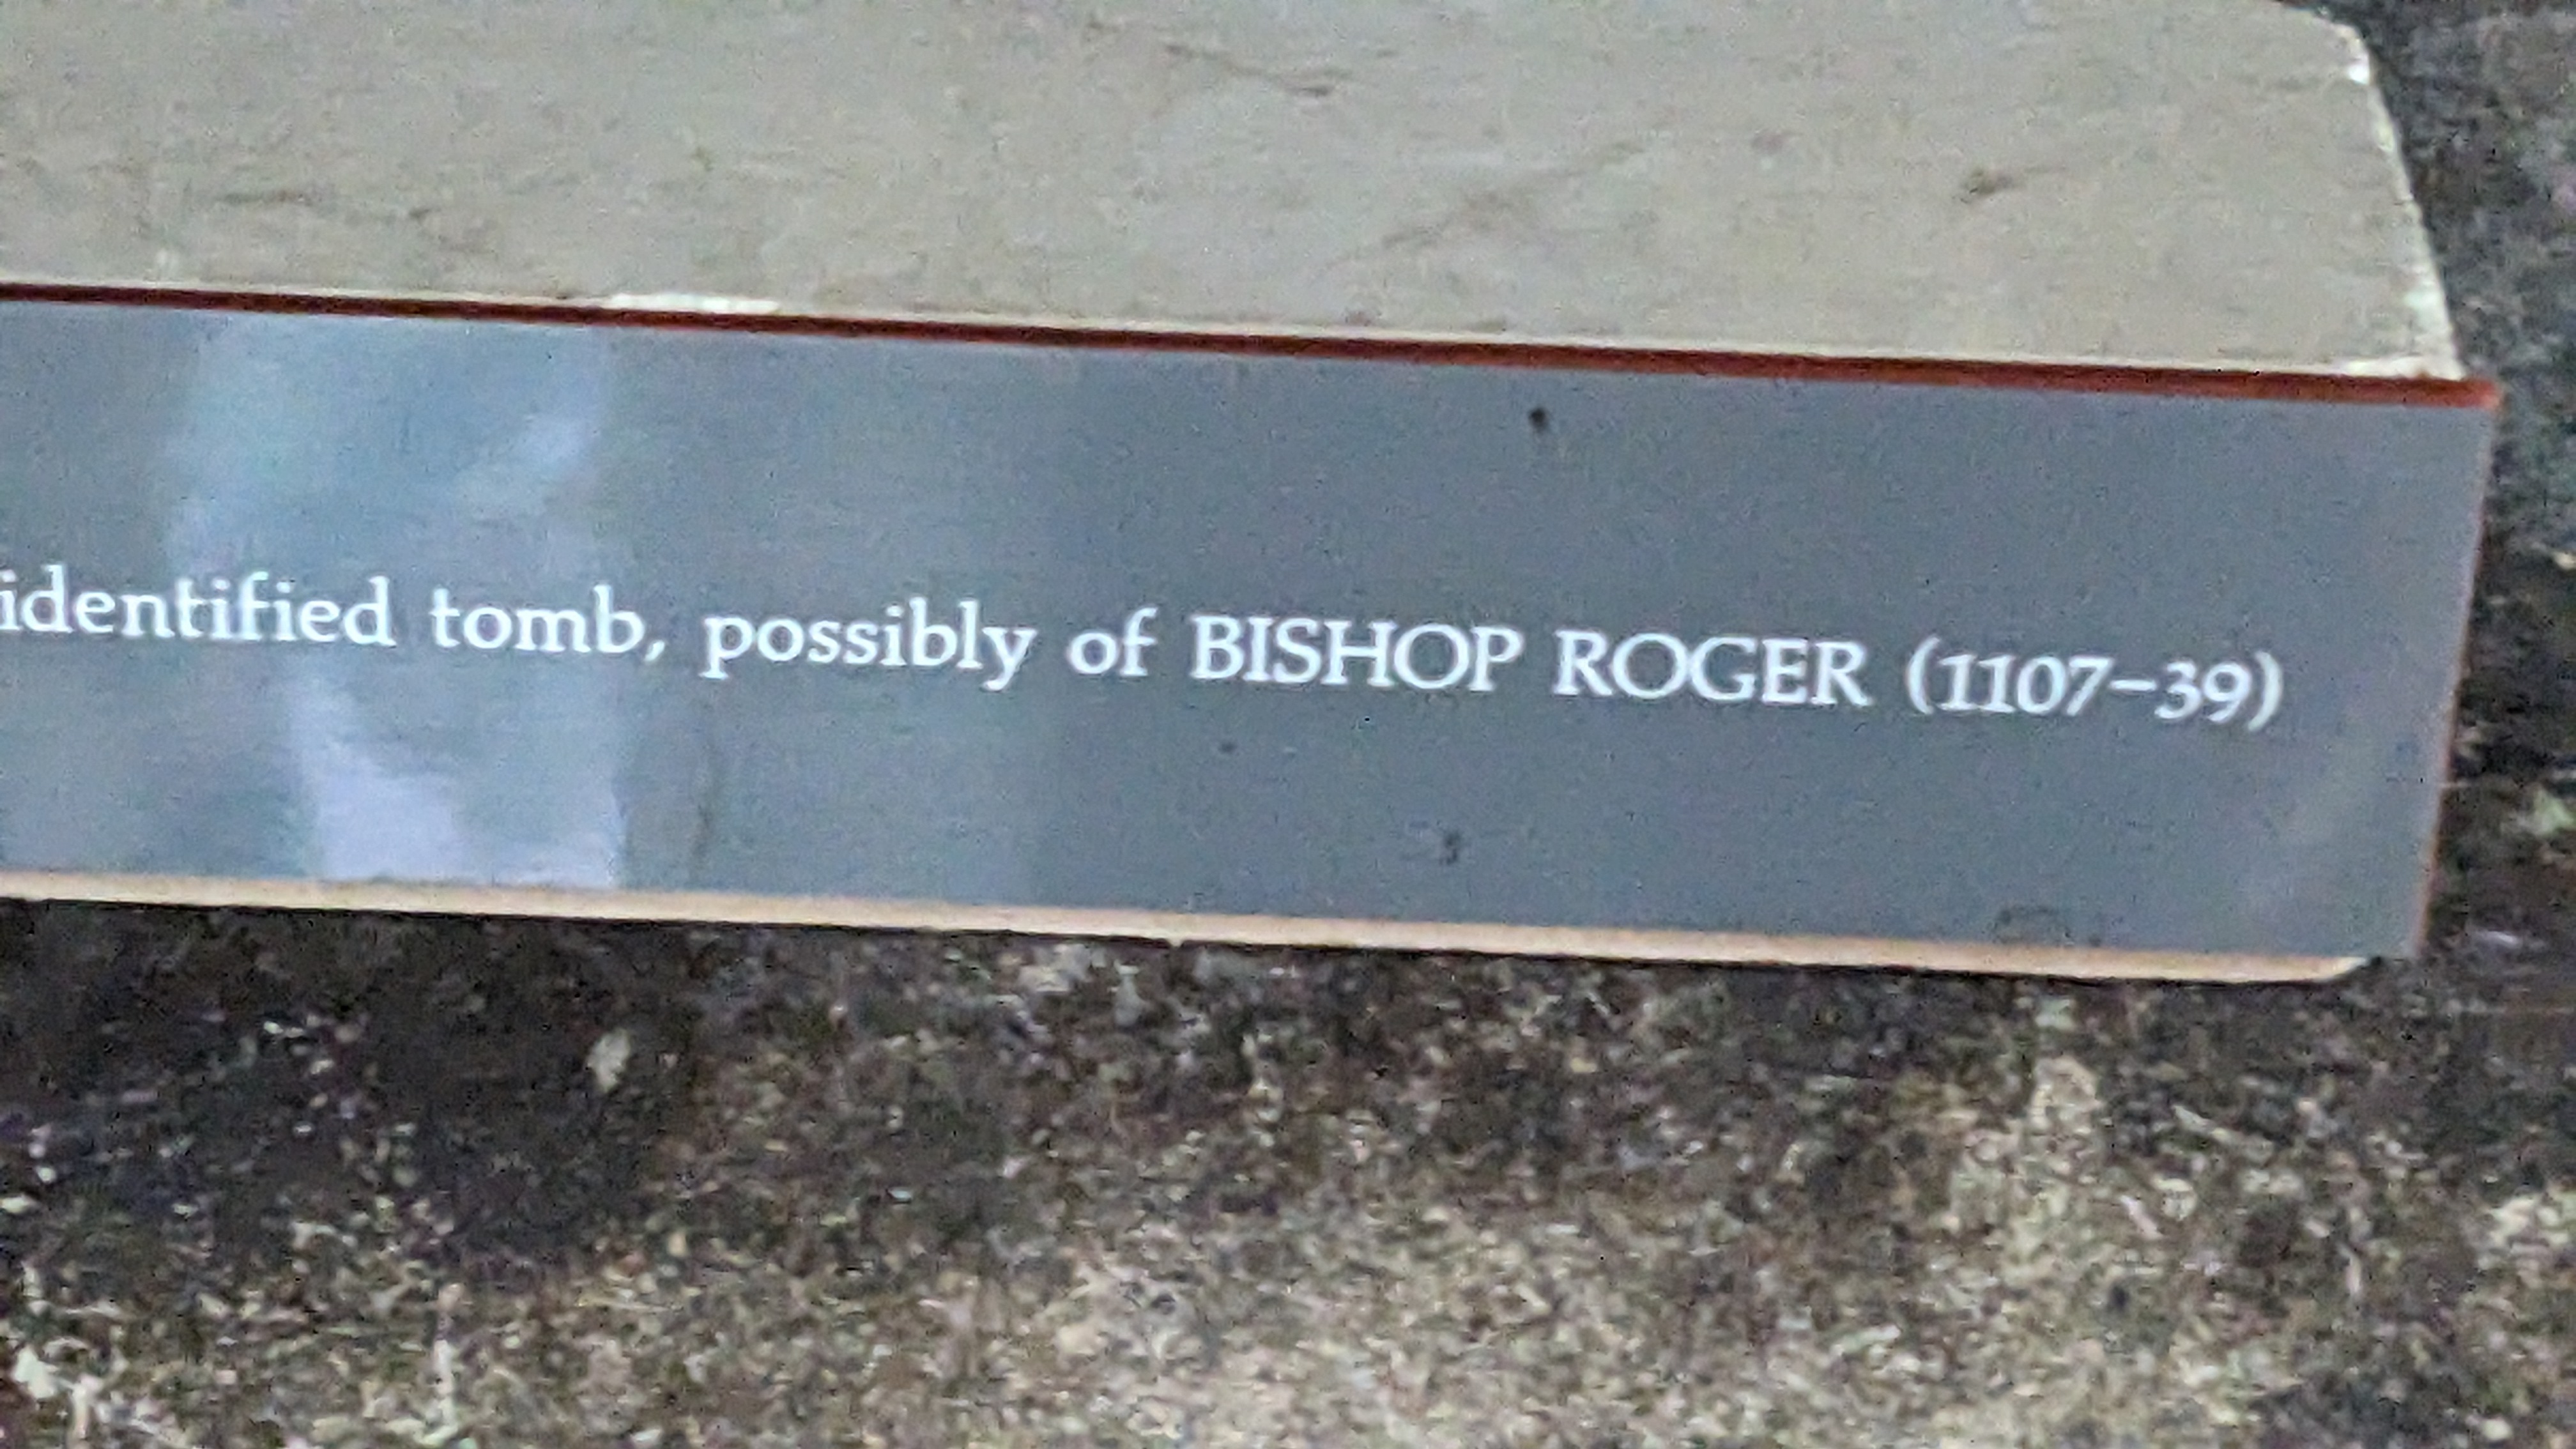 identified tomb, possibly of BISHOP ROGER (1107–39)